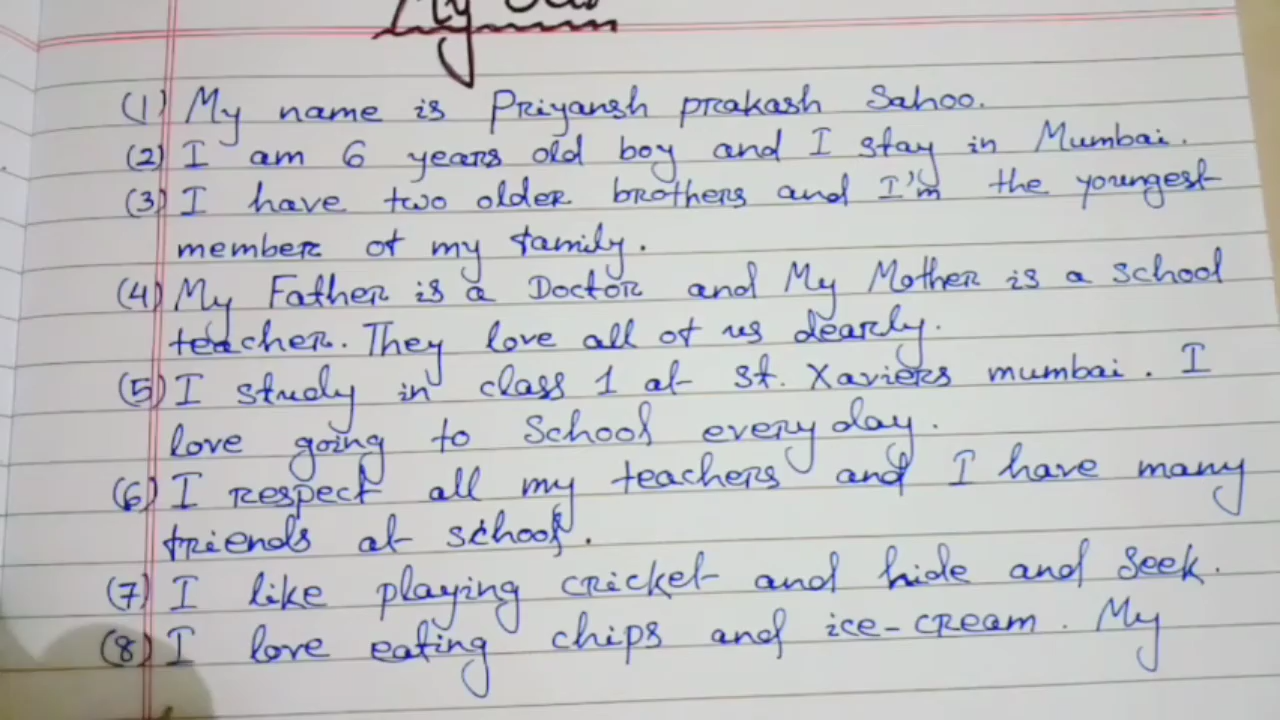 My
(1) My name is Priyansh prakash Sahoo.
(2) I am 6 years old boy and I stay in Mumbai.
(3) I have two older brothers and I'm the youngest
member of my family.
(4) My Father is a Doctor and My Mother is a school
teacher. They love all of us dearly.
(5) I study in class 1 at st. Xaviers mumbai. I
love going to School every day.
(6) I respect all my teachers and I have many
friends at school.
(7) I like playing cricket and hide and seek.
(8) I love eating chips and ice-cream. My